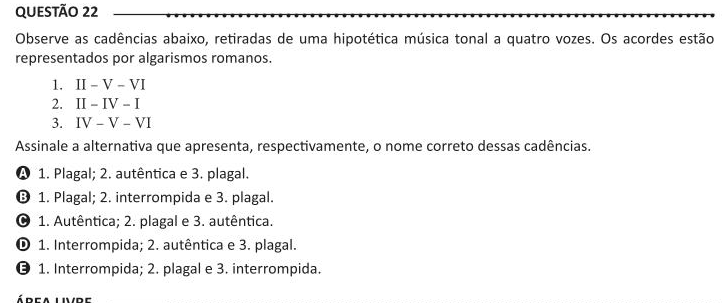 QUESTÃO 22
Observe as cadências abaixo, retiradas de uma hipotética música tonal a quatro vozes. Os acordes estão
representados por algarismos romanos.
1. II – V – VI
2. II – IV – I
3. IV – V – VI
Assinale a alternativa que apresenta, respectivamente, o nome correto dessas cadências.
A 1. Plagal; 2. autêntica e 3. plagal.
B 1. Plagal; 2. interrompida e 3. plagal.
C 1. Autêntica; 2. plagal e 3. autêntica.
D 1. Interrompida; 2. autêntica e 3. plagal.
E 1. Interrompida; 2. plagal e 3. interrompida.
ÁREA LIVRE